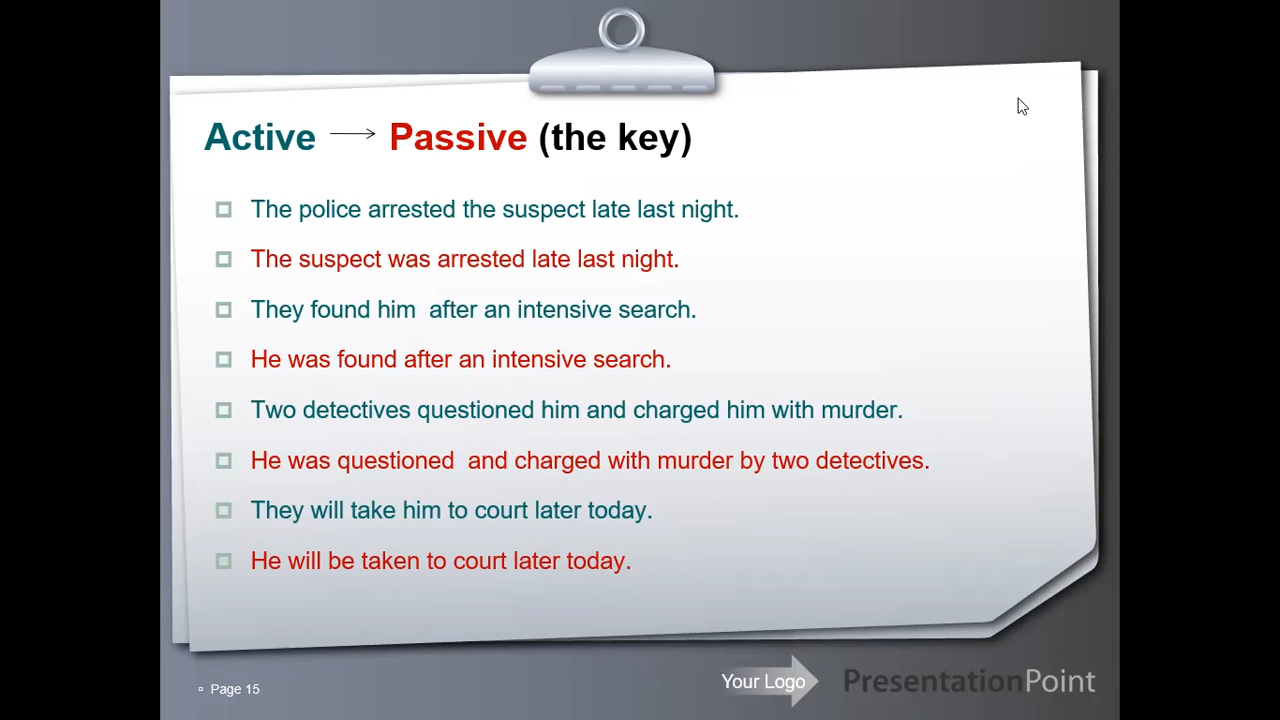 Active → Passive (the key)
The police arrested the suspect late last night.
The suspect was arrested late last night.
They found him  after an intensive search.
He was found after an intensive search.
Two detectives questioned him and charged him with murder.
He was questioned  and charged with murder by two detectives.
They will take him to court later today.
He will be taken to court later today.
Page 15
Your Logo
PresentationPoint